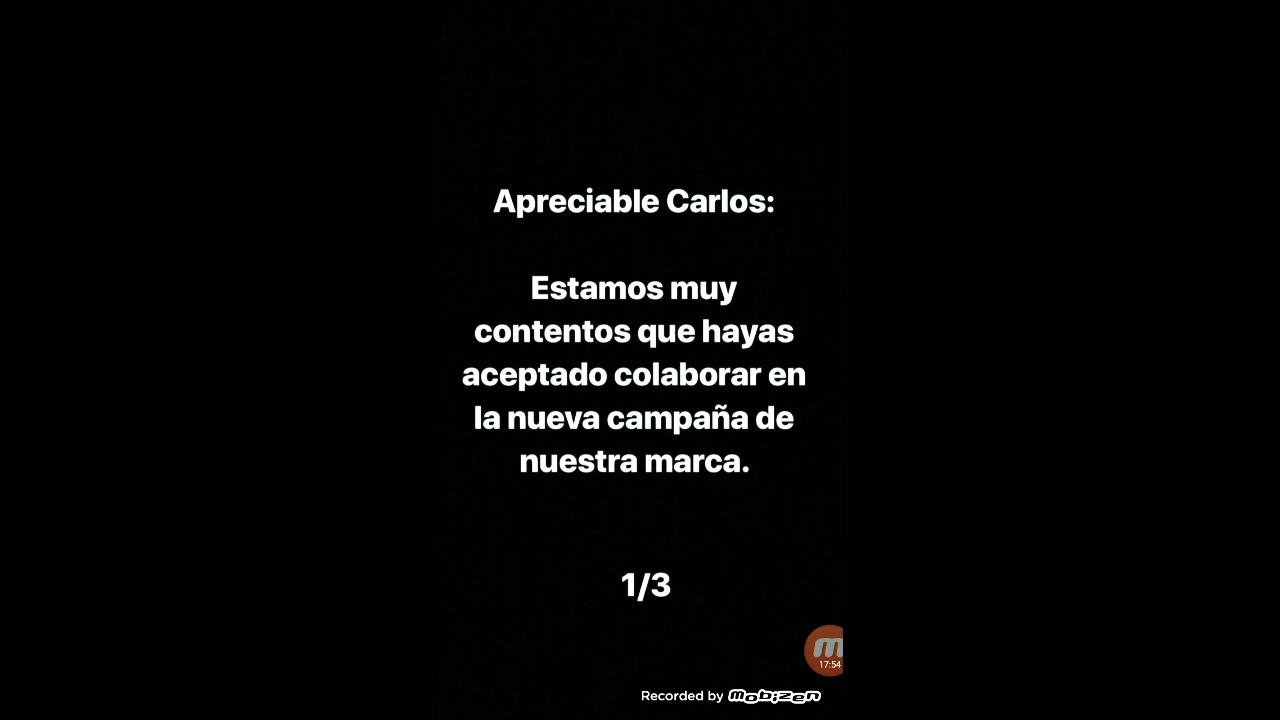 Apreciable Carlos:
Estamos muy
contentos que hayas
aceptado colaborar en
la nueva campaña de
nuestra marca.
1/3
17:54
Recorded by mobizen